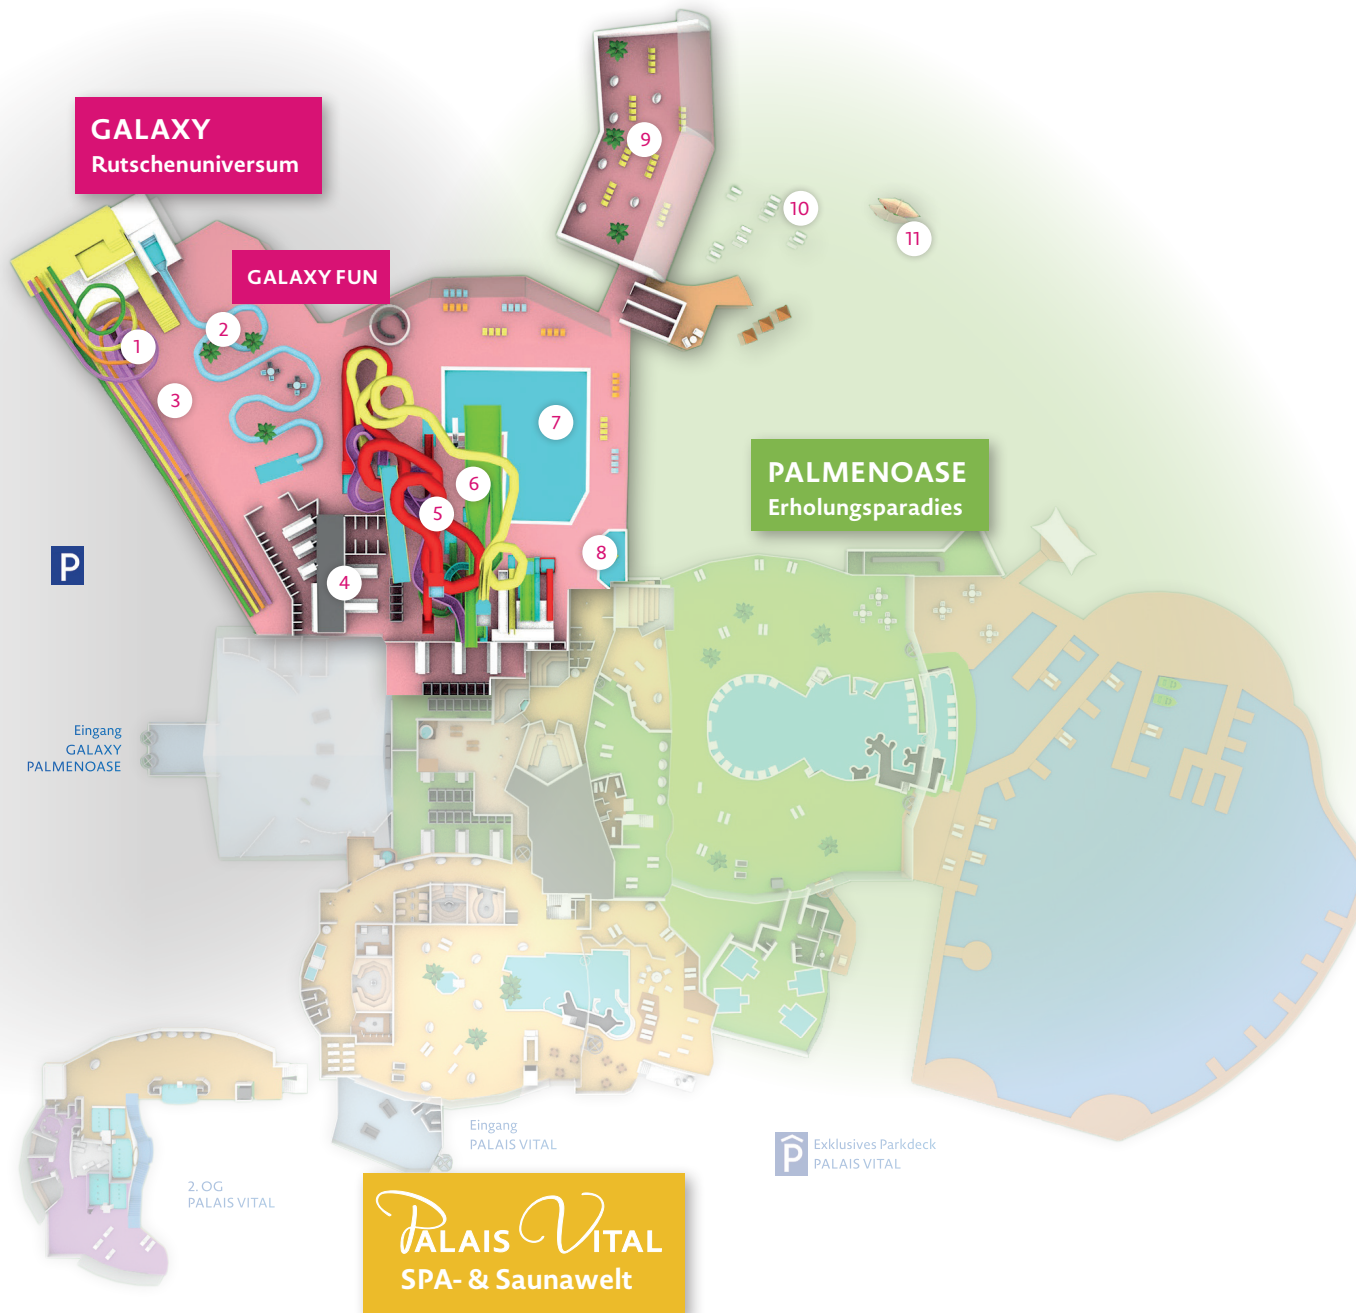 GALAXY
Rutschenuniversum
GALAXY FUN
9
10
11
1
2
3
7
6
5
8
4
PALMENOASE
Erholungsparadies
P
Eingang
GALAXY
PALMENOASE
Eingang
PALAIS VITAL
P
Exklusives Parkdeck
PALAIS VITAL
2. OG
PALAIS VITAL
PALAIS VITAL
SPA- & Saunawelt